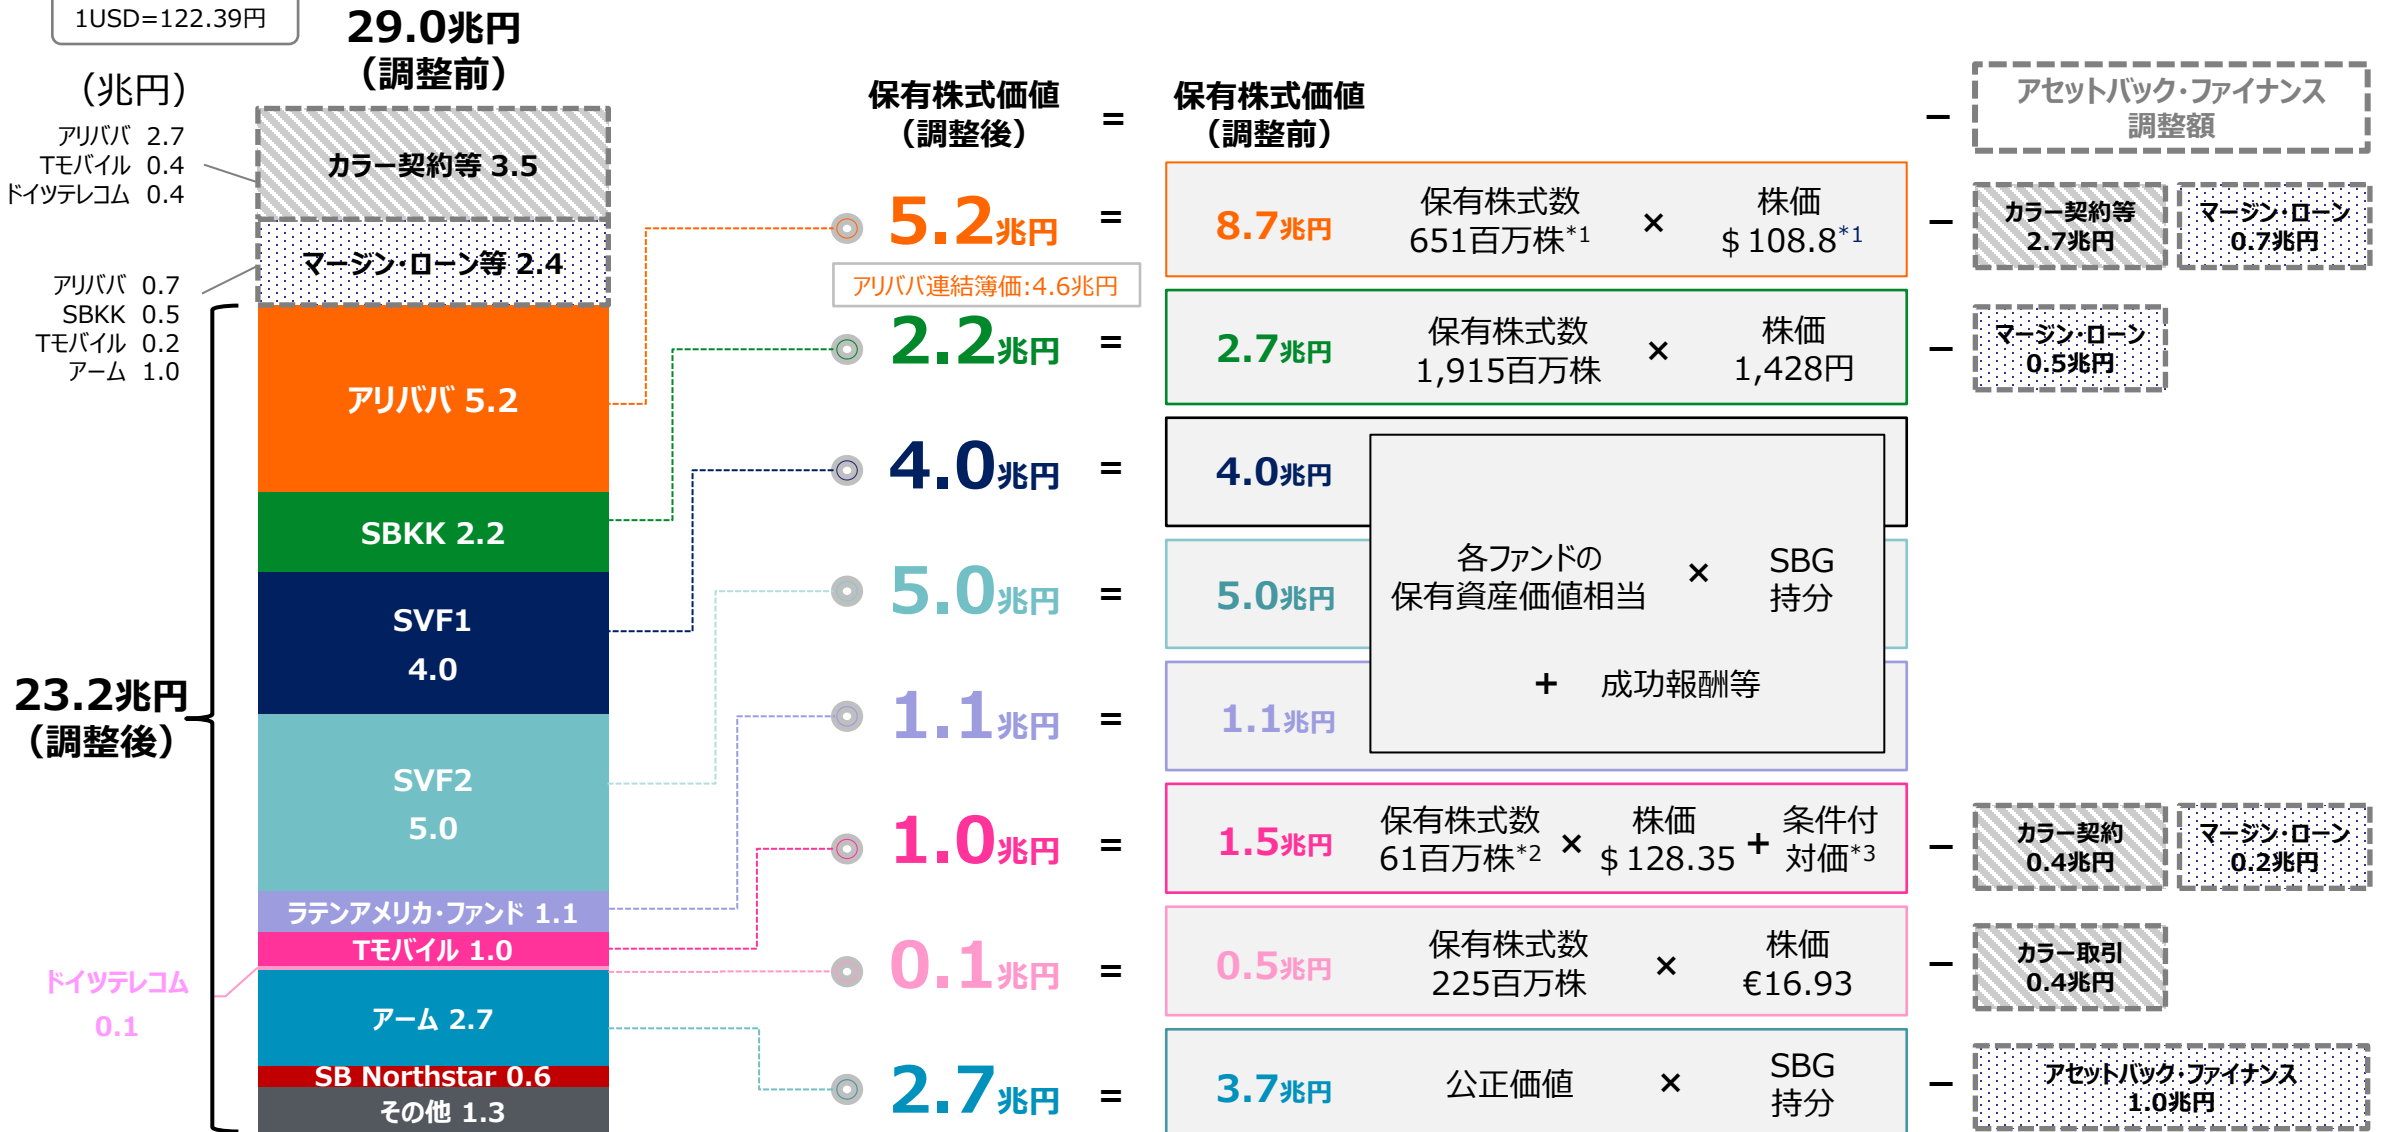 1USD=122.39円
29.0兆円
（調整前）
（兆円）
アリババ 2.7
Tモバイル 0.4
ドイツテレコム 0.4
カラー契約等 3.5
マージン・ローン等 2.4
アリババ 0.7
SBKK 0.5
Tモバイル 0.2
アーム 1.0
アリババ 5.2
SBKK 2.2
SVF1
4.0
SVF2
5.0
ラテンアメリカ・ファンド 1.1
Tモバイル 1.0
ドイツテレコム
0.1
アーム 2.7
SB Northstar 0.6
その他 1.3
23.2兆円
（調整後）
保有株式価値
（調整後）
=
保有株式価値
（調整前）
−
アセットバック・ファイナンス
調整額
5.2兆円
=
8.7兆円
保有株式数
651百万株*1
×
株価
$ 108.8*1
−
カラー契約等
2.7兆円
マージン・ローン
0.7兆円
アリババ連結簿価:4.6兆円
2.2兆円
=
2.7兆円
保有株式数
1,915百万株
×
株価
1,428円
−
マージン・ローン
0.5兆円
4.0兆円
=
4.0兆円
5.0兆円
=
5.0兆円
1.1兆円
=
1.1兆円
各ファンドの
保有資産価値相当
×
SBG
持分
+ 成功報酬等
1.0兆円
=
1.5兆円
保有株式数
61百万株*2
×
株価
$ 128.35
+
条件付
対価*3
−
カラー契約
0.4兆円
マージン・ローン
0.2兆円
0.1兆円
=
0.5兆円
保有株式数
225百万株
×
株価
€16.93
−
カラー取引
0.4兆円
2.7兆円
=
3.7兆円
公正価値
×
SBG
持分
−
アセットバック・ファイナンス
1.0兆円